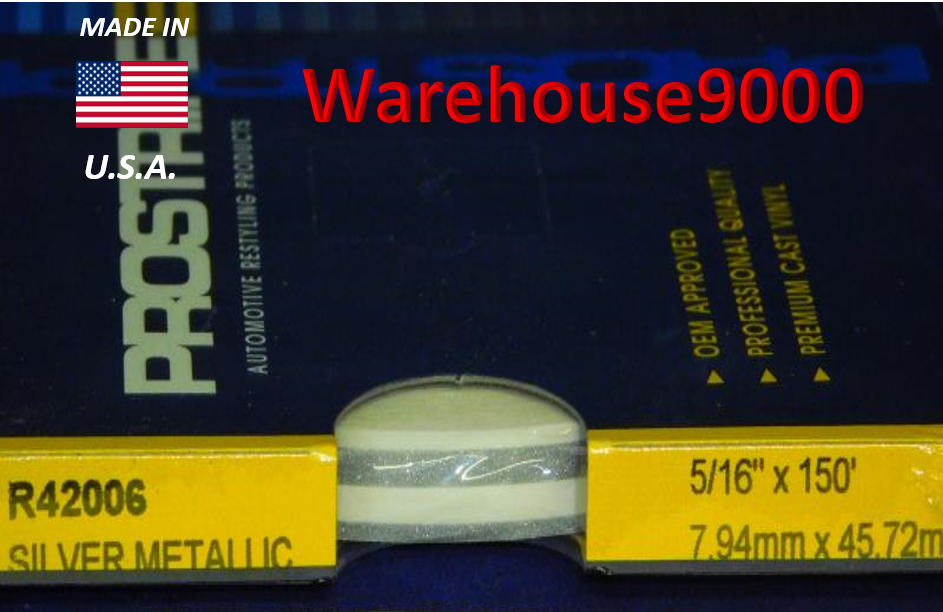 MADE IN
U.S.A.
Warehouse9000
PROSTRIPE
AUTOMOTIVE RESTYLING PRODUCTS
▶ OEM APPROVED
▶ PROFESSIONAL QUALITY
▶ PREMIUM CAST VINYL
R42006
SILVER METALLIC
5/16" x 150'
7.94mm x 45.72m